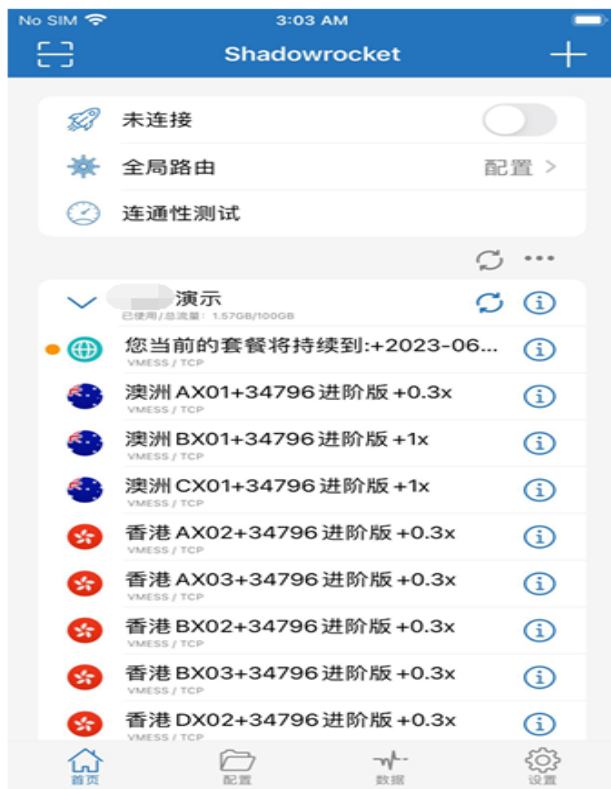 No SIM 3:03 AM
Shadowrocket
未连接
全局路由 配置 >
连通性测试
演示
已使用/总流量: 1.57GB/100GB
您当前的套餐将持续到:+2023-06...
VMESS / TCP
澳洲 AX01+34796 进阶版 +0.3x
VMESS / TCP
澳洲 BX01+34796 进阶版 +1x
VMESS / TCP
澳洲 CX01+34796 进阶版 +1x
VMESS / TCP
香港 AX02+34796 进阶版 +0.3x
VMESS / TCP
香港 AX03+34796 进阶版 +0.3x
VMESS / TCP
香港 BX02+34796 进阶版 +0.3x
VMESS / TCP
香港 BX03+34796 进阶版 +0.3x
VMESS / TCP
香港 DX02+34796 进阶版 +0.3x
VMESS / TCP
首页 配置 数据 设置